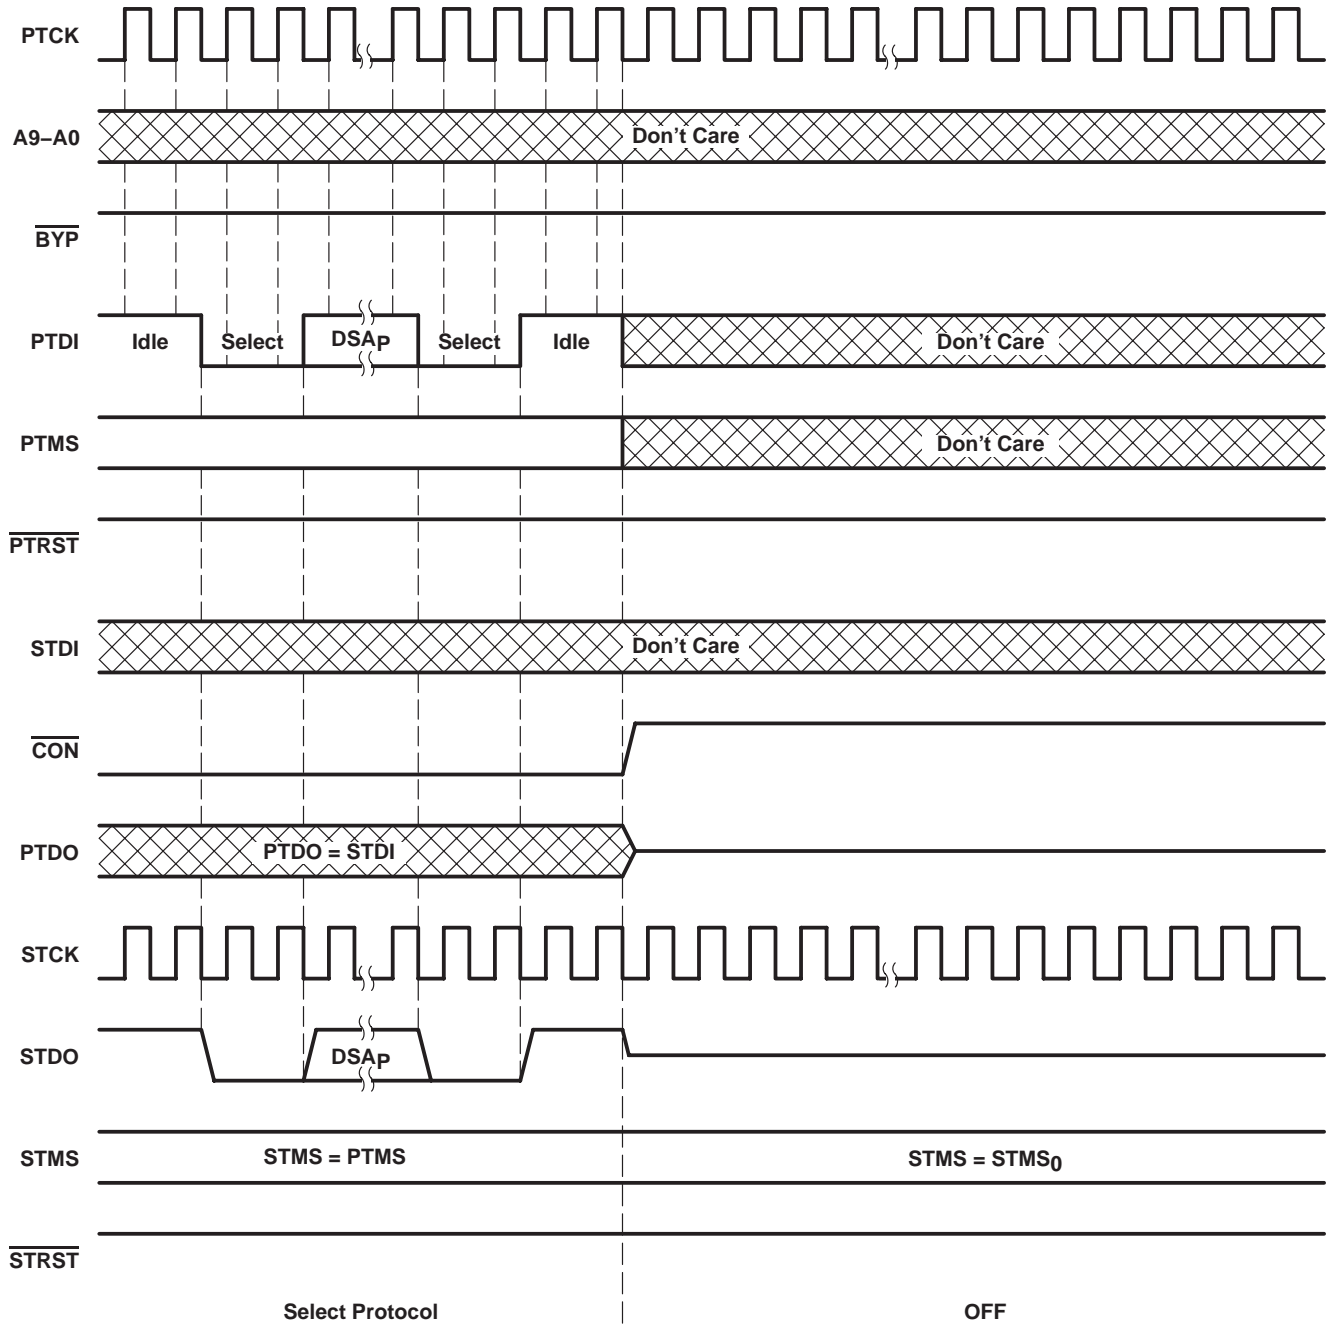 PTCK
A9–A0
Don't Care
BYP
PTDI
Idle
Select
DSAP
Select
Idle
Don't Care
PTMS
Don't Care
PTRST
STDI
Don't Care
CON
PTDO
PTDO = STDI
STCK
STDO
DSAP
STMS
STMS = PTMS
STMS = STMS0
STRST
Select Protocol
OFF